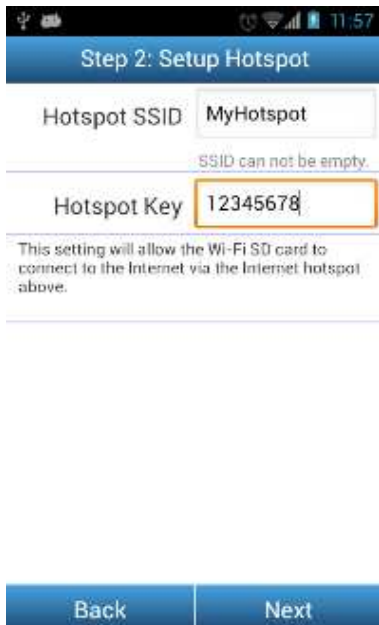 11:57
Step 2: Setup Hotspot
Hotspot SSID MyHotspot
SSID can not be empty.
Hotspot Key 12345678
This setting will allow the Wi-Fi SD card to
connect to the Internet via the Internet hotspot
above.
Back Next